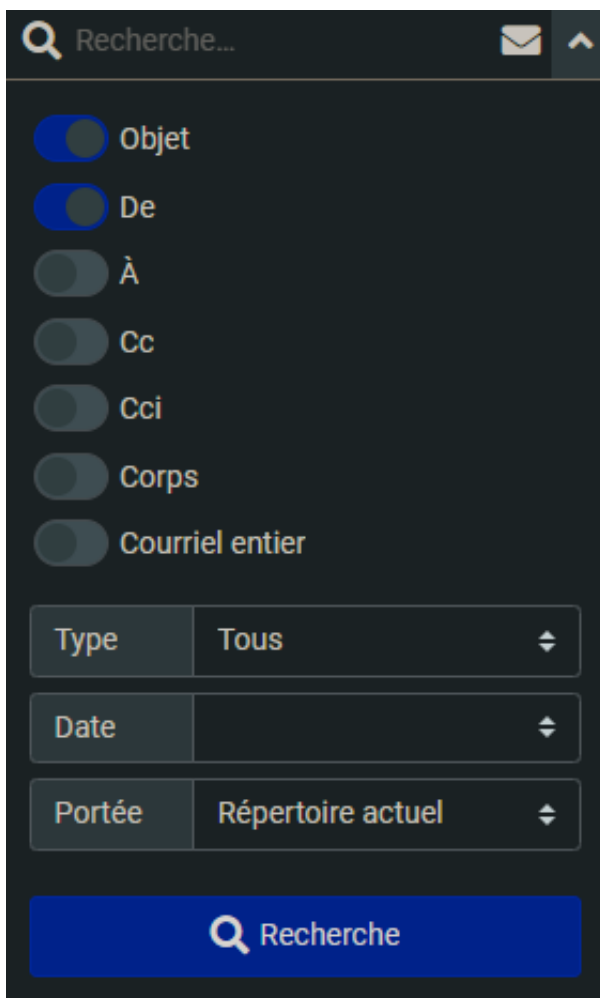 Recherche...
Objet
De
À
Cc
Cci
Corps
Courriel entier
Type Tous
Date
Portée Répertoire actuel
Recherche